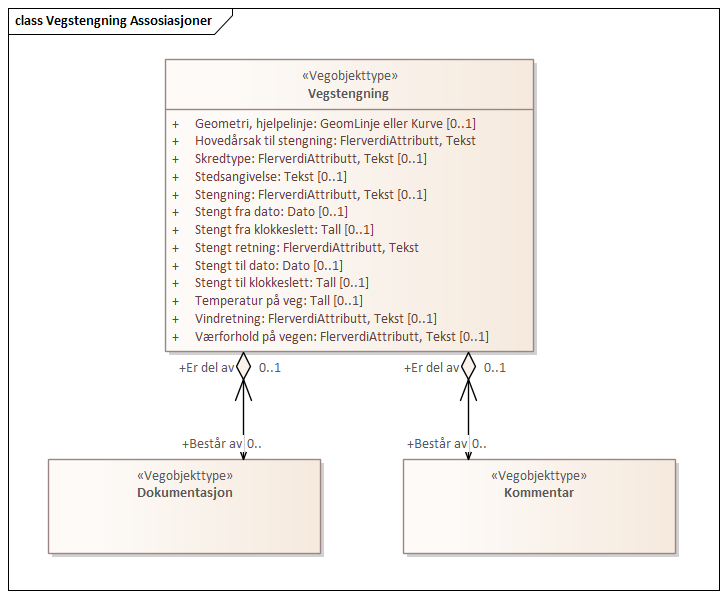 class Vegstengning Assosiasjoner
«Vegobjekttype»
Vegstengning
+ Geometri, hjelpelinje: GeomLinje eller Kurve [0..1]
+ Hovedårsak til stengning: FlerverdiAttributt, Tekst
+ Skredtype: FlerverdiAttributt, Tekst [0..1]
+ Stedsangivelse: Tekst [0..1]
+ Stengning: FlerverdiAttributt, Tekst [0..1]
+ Stengt fra dato: Dato [0..1]
+ Stengt fra klokkeslett: Tall [0..1]
+ Stengt retning: FlerverdiAttributt, Tekst
+ Stengt til dato: Dato [0..1]
+ Stengt til klokkeslett: Tall [0..1]
+ Temperatur på veg: Tall [0..1]
+ Vindretning: FlerverdiAttributt, Tekst [0..1]
+ Værforhold på vegen: FlerverdiAttributt, Tekst [0..1]
+Er del av 0..1 +Er del av 0..1
+Består av 0.. +Består av 0..
«Vegobjekttype» «Vegobjekttype»
Dokumentasjon Kommentar